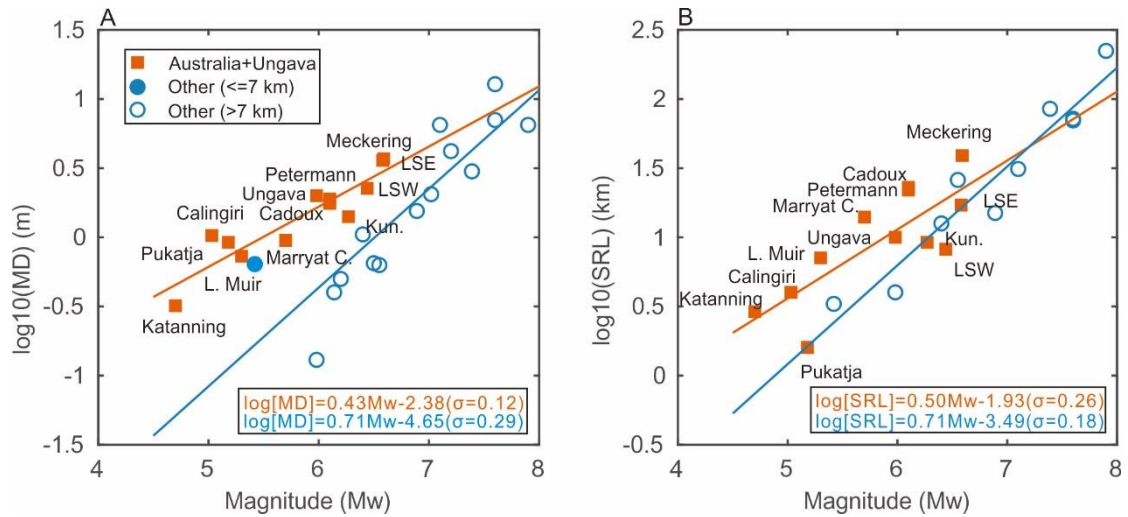 A
1.5
1
0.5
0
-0.5
-1
-1.5
log10(MD) (m)
Australia+Ungava
Other (<=7 km)
Other (>7 km)
Meckering
LSE
Petermann
LSW
Ungava
Calingiri
Cadoux
Kun.
Pukatja
Marryat C.
L. Muir
Katanning
log[MD]=0.43Mw-2.38(σ=0.12)
log[MD]=0.71Mw-4.65(σ=0.29)
4 5 6 7 8
Magnitude (Mw)
B
2.5
2
1.5
1
0.5
0
-0.5
log10(SRL) (km)
Meckering
Cadoux
Petermann
Marryat C.
LSE
Ungava
Kun.
L. Muir
LSW
Calingiri
Katanning
Pukatja
log[SRL]=0.50Mw-1.93(σ=0.26)
log[SRL]=0.71Mw-3.49(σ=0.18)
4 5 6 7 8
Magnitude (Mw)